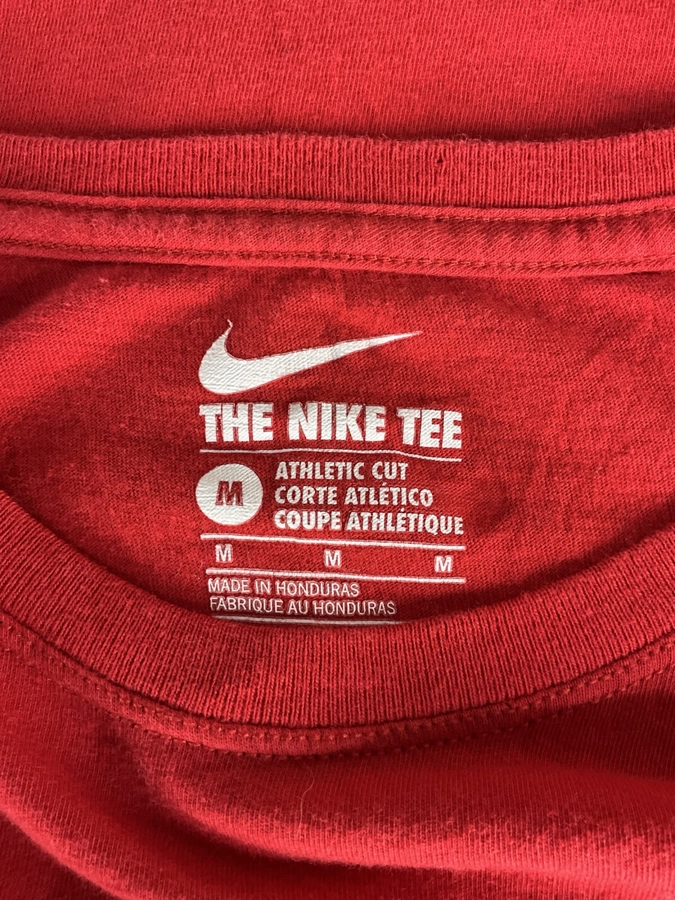 THE NIKE TEE
M
ATHLETIC CUT
CORTE ATLÉTICO
COUPE ATHLÉTIQUE
M M M
MADE IN HONDURAS
FABRIQUE AU HONDURAS